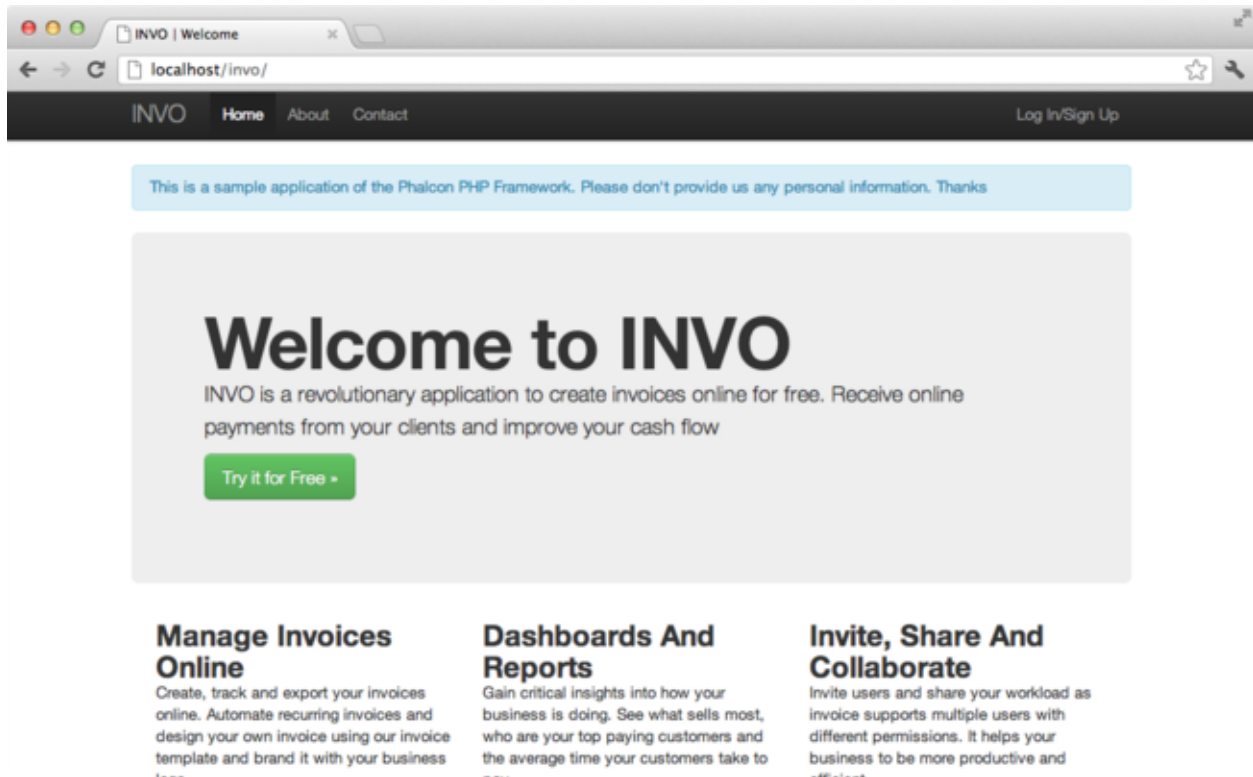 INVO | Welcome
localhost/invo/
INVO Home About Contact Log In/Sign Up
This is a sample application of the Phalcon PHP Framework. Please don't provide us any personal information. Thanks
Welcome to INVO
INVO is a revolutionary application to create invoices online for free. Receive online
payments from your clients and improve your cash flow
Try it for Free »
Manage Invoices
Online
Create, track and export your invoices
online. Automate recurring invoices and
design your own invoice using our invoice
template and brand it with your business
Dashboards And
Reports
Gain critical insights into how your
business is doing. See what sells most,
who are your top paying customers and
the average time your customers take to
Invite, Share And
Collaborate
Invite users and share your workload as
invoice supports multiple users with
different permissions. It helps your
business to be more productive and